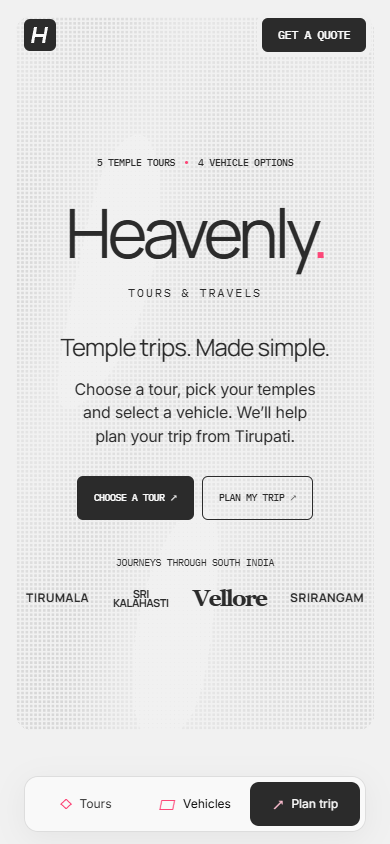 H
GET A QUOTE
5 TEMPLE TOURS • 4 VEHICLE OPTIONS
Heavenly.
TOURS & TRAVELS
Temple trips. Made simple.
Choose a tour, pick your temples
and select a vehicle. We’ll help
plan your trip from Tirupati.
CHOOSE A TOUR ↗ PLAN MY TRIP ↗
JOURNEYS THROUGH SOUTH INDIA
TIRUMALA
SRI
KALAHASTI
Vellore
SRIRANGAM
Tours
Vehicles
↗ Plan trip